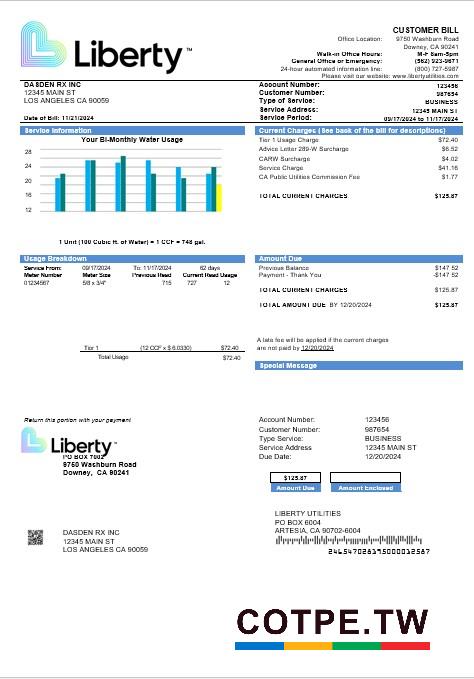 Liberty™
CUSTOMER BILL
Office Location: 9750 Washburn Road
Downey, CA 90241
Walk-in Office Hours: M-F 8am-5pm
General Office or Emergency: (562) 923-9671
24-hour automated information line: (800) 727-5987
Please visit our website: www.libertyutilities.com
DASDEN RX INC
12345 MAIN ST
LOS ANGELES CA 90059
Date of Bill: 11/21/2024
Account Number: 123456
Customer Number: 987654
Type of Service: BUSINESS
Service Address: 12345 MAIN ST
Service Period: 09/17/2024 to 11/17/2024
Service Information
Your Bi-Monthly Water Usage
28
24
22
20
18
16
12
1 Unit (100 Cubic ft. of Water) = 1 CCF = 748 gal.
Current Charges (See back of the bill for descriptions)
Tier 1 Usage Charge $72.40
Advice Letter 289-W Surcharge $6.52
CARW Surcharge $4.02
Service Charge $41.16
CA Public Utilities Commission Fee $1.77
TOTAL CURRENT CHARGES $125.87
Usage Breakdown
Service From: 09/17/2024 To: 11/17/2024 62 days
Meter Number Meter Size Previous Read Current Read Usage
01234567 5/8 x 3/4" 715 727 12
Tier 1 (12 CCF x $ 6.0330) $72.40
Total Usage $72.40
Amount Due
Previous Balance $147.52
Payment - Thank You -$147.52
TOTAL CURRENT CHARGES $125.87
TOTAL AMOUNT DUE BY 12/20/2024 $125.87
A late fee will be applied if the current charges
are not paid by 12/20/2024
Special Message
Return this portion with your payment
Liberty™
PO BOX 7002
9750 Washburn Road
Downey, CA 90241
Account Number: 123456
Customer Number: 987654
Type Service: BUSINESS
Service Address 12345 MAIN ST
Due Date: 12/20/2024
$125.87
Amount Due Amount Enclosed
DASDEN RX INC
12345 MAIN ST
LOS ANGELES CA 90059
LIBERTY UTILITIES
PO BOX 6004
ARTESIA, CA 90702-6004
COTPE.TW